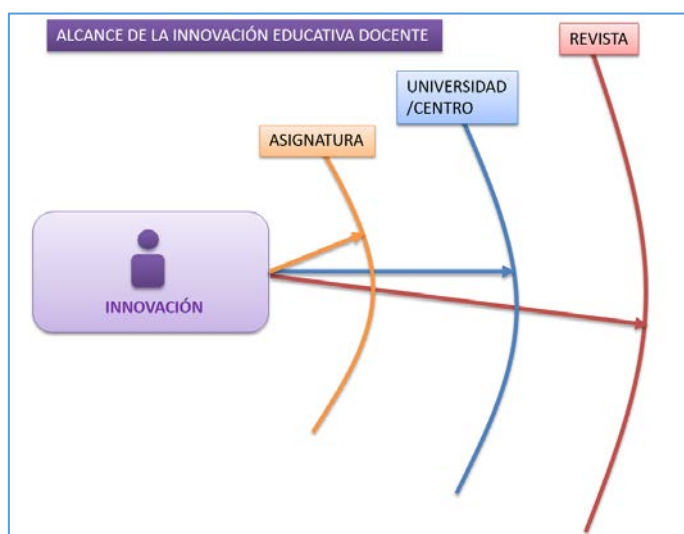 ALCANCE DE LA INNOVACIÓN EDUCATIVA DOCENTE
REVISTA
UNIVERSIDAD
/CENTRO
ASIGNATURA
INNOVACIÓN